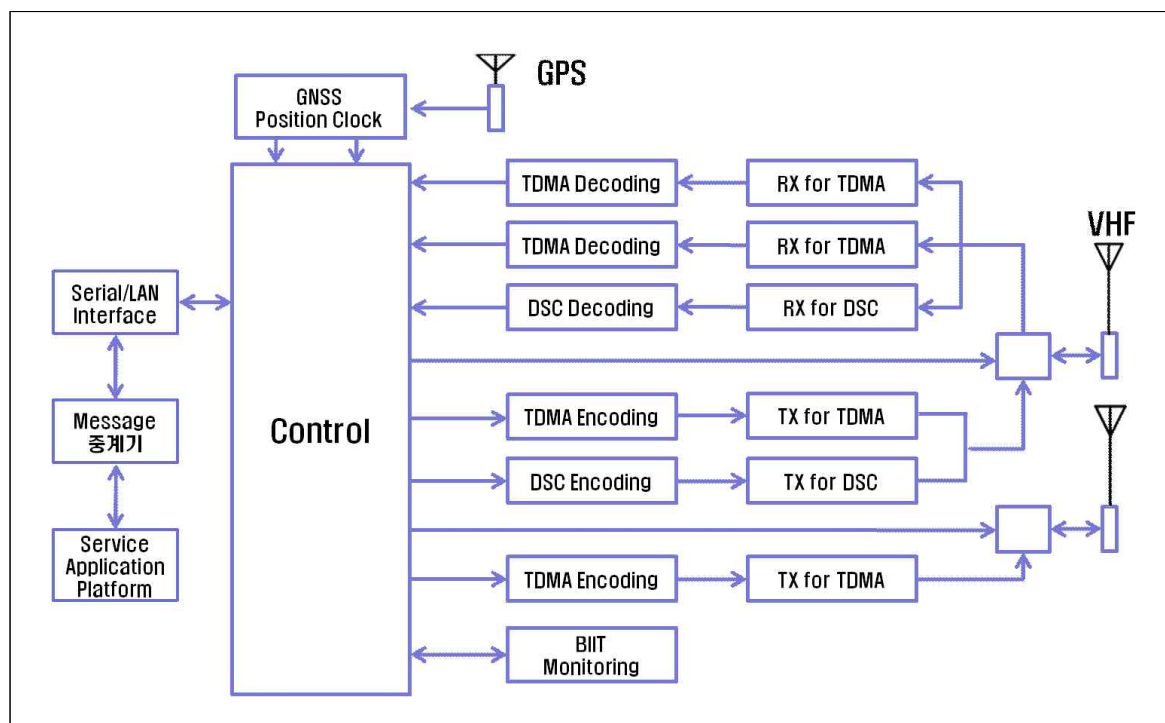 GPS
GNSS
Position Clock
TDMA Decoding
RX for TDMA
TDMA Decoding
RX for TDMA
VHF
Serial/LAN
Interface
DSC Decoding
RX for DSC
Message
중계기
Control
TDMA Encoding
TX for TDMA
DSC Encoding
TX for DSC
Service
Application
Platform
TDMA Encoding
TX for TDMA
BIIT
Monitoring